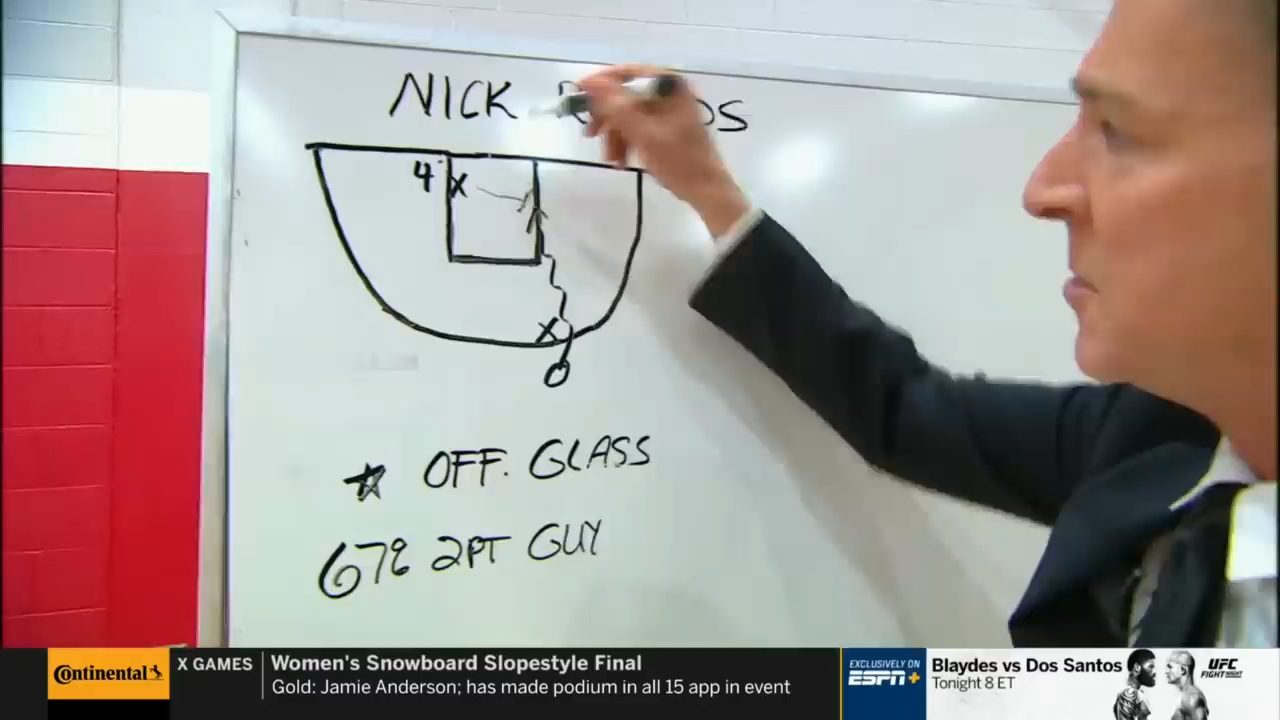 NICK
4 X
X
OFF. GLASS
67% 2PT GUY
Continental
X GAMES
Women's Snowboard Slopestyle Final
Gold: Jamie Anderson; has made podium in all 15 app in event
EXCLUSIVELY ON
ESPN+
Blaydes vs Dos Santos
Tonight 8 ET
UFC
FIGHT NIGHT